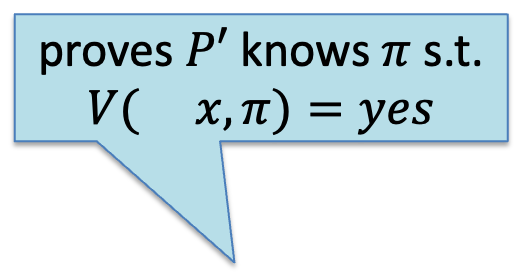 proves 𝑃′ knows 𝜋 s.t.
𝑉(    𝑥, 𝜋) = 𝑦𝑒𝑠